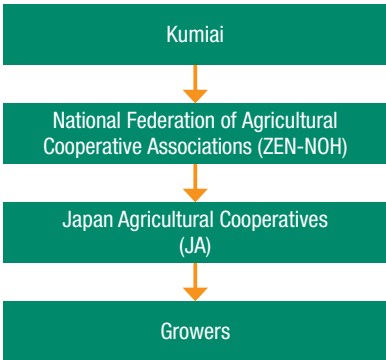 Kumiai
National Federation of Agricultural
Cooperative Associations (ZEN-NOH)
Japan Agricultural Cooperatives
(JA)
Growers